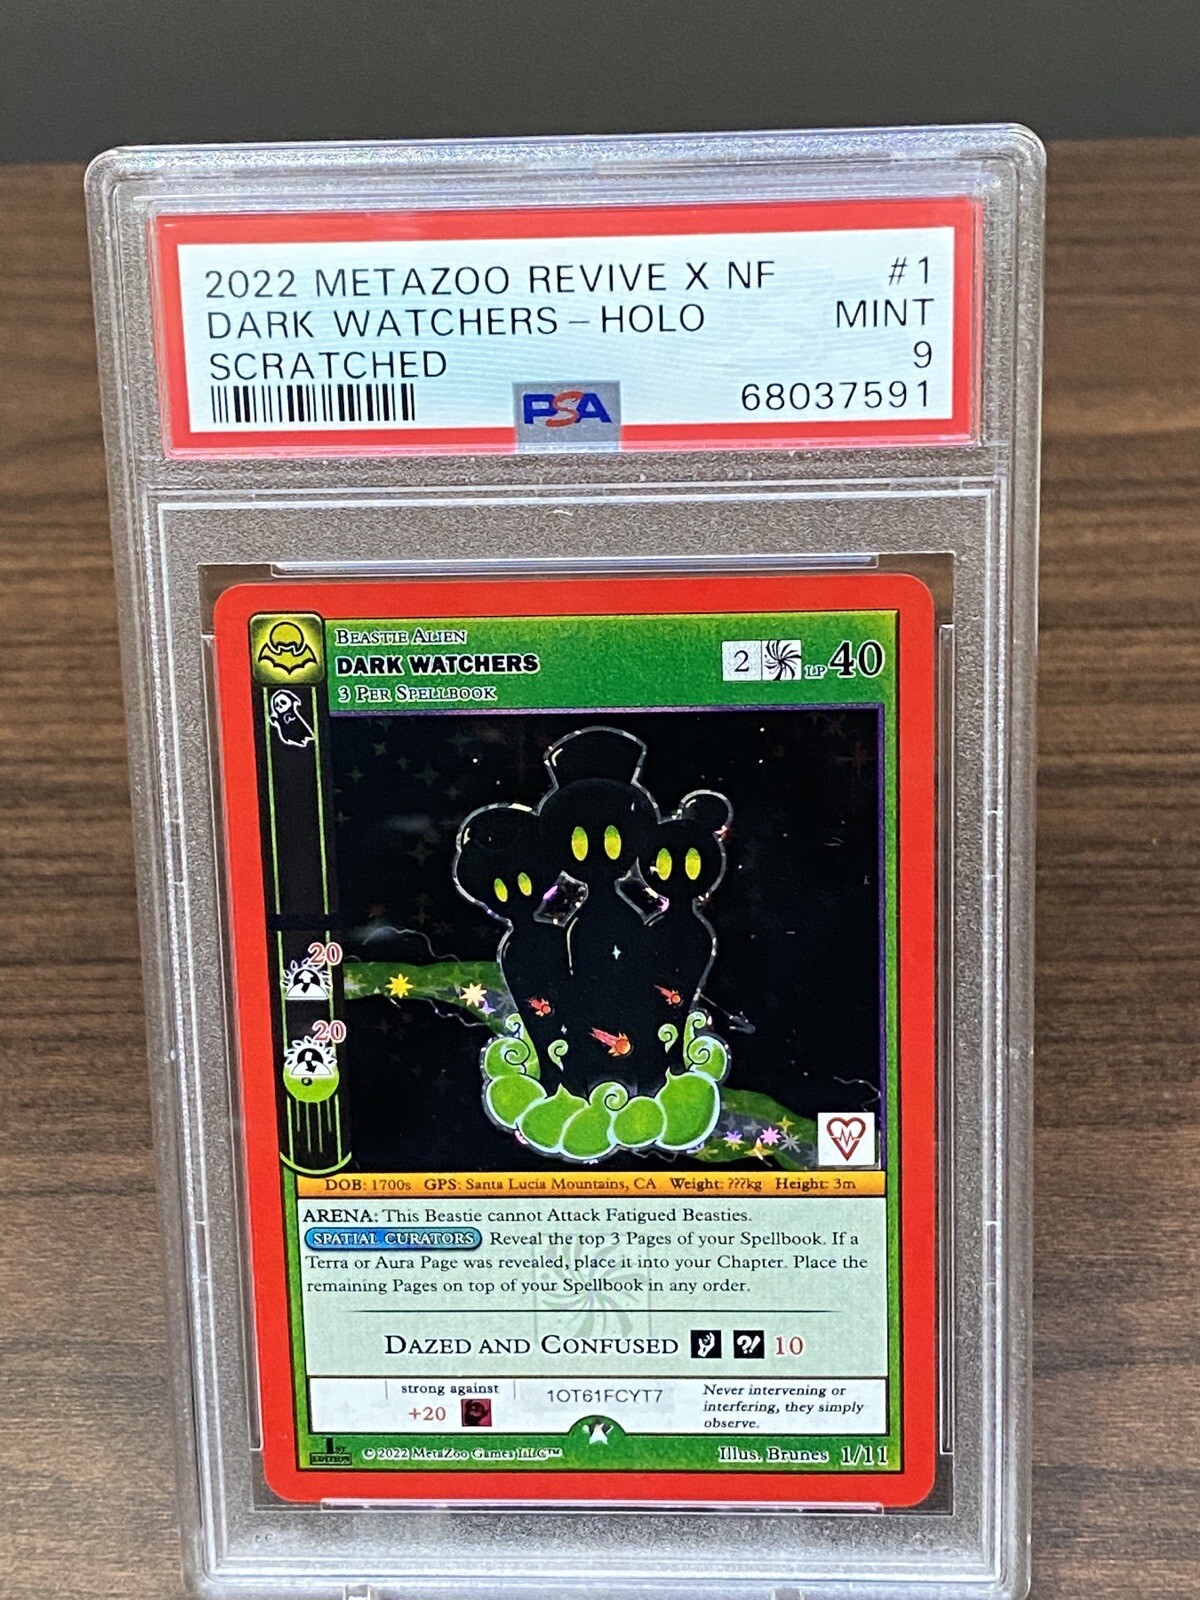 2022 METAZOO REVIVE X NF #1
DARK WATCHERS - HOLO MINT
SCRATCHED 9
PSA 68037591
BEASTIE ALIEN
DARK WATCHERS
3 PER SPELLBOOK
2 LP 40
20
20
DOB: 1700s GPS: Santa Lucia Mountains, CA Weight: ???kg Height: 3m
ARENA: This Beastie cannot Attack Fatigued Beasties.
SPATIAL CURATORS Reveal the top 3 Pages of your Spellbook. If a
Terra or Aura Page was revealed, place it into your Chapter. Place the
remaining Pages on top of your Spellbook in any order.
DAZED AND CONFUSED ?/ 10
strong against
+20
1OT61FCYT7
Never intervening or
interfering, they simply
observe.
1ST
EDITION
© 2022 MetaZoo Games LLC™
Illus. Brunes 1/11